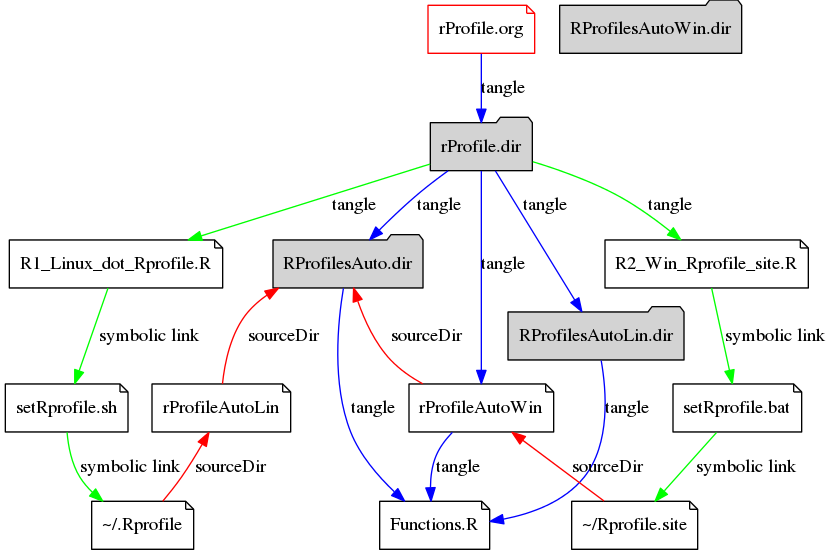 rProfile.org
RProfilesAutoWin.dir
tangle
rProfile.dir
tangle
tangle
tangle
tangle
R1_Linux_dot_Rprofile.R
RProfilesAuto.dir
tangle
R2_Win_Rprofile_site.R
symbolic link
sourceDir
sourceDir
RProfilesAutoLin.dir
symbolic link
setRprofile.sh
rProfileAutoLin
tangle
rProfileAutoWin
tangle
setRprofile.bat
symbolic link
sourceDir
tangle
sourceDir
symbolic link
~/.Rprofile
Functions.R
~/Rprofile.site